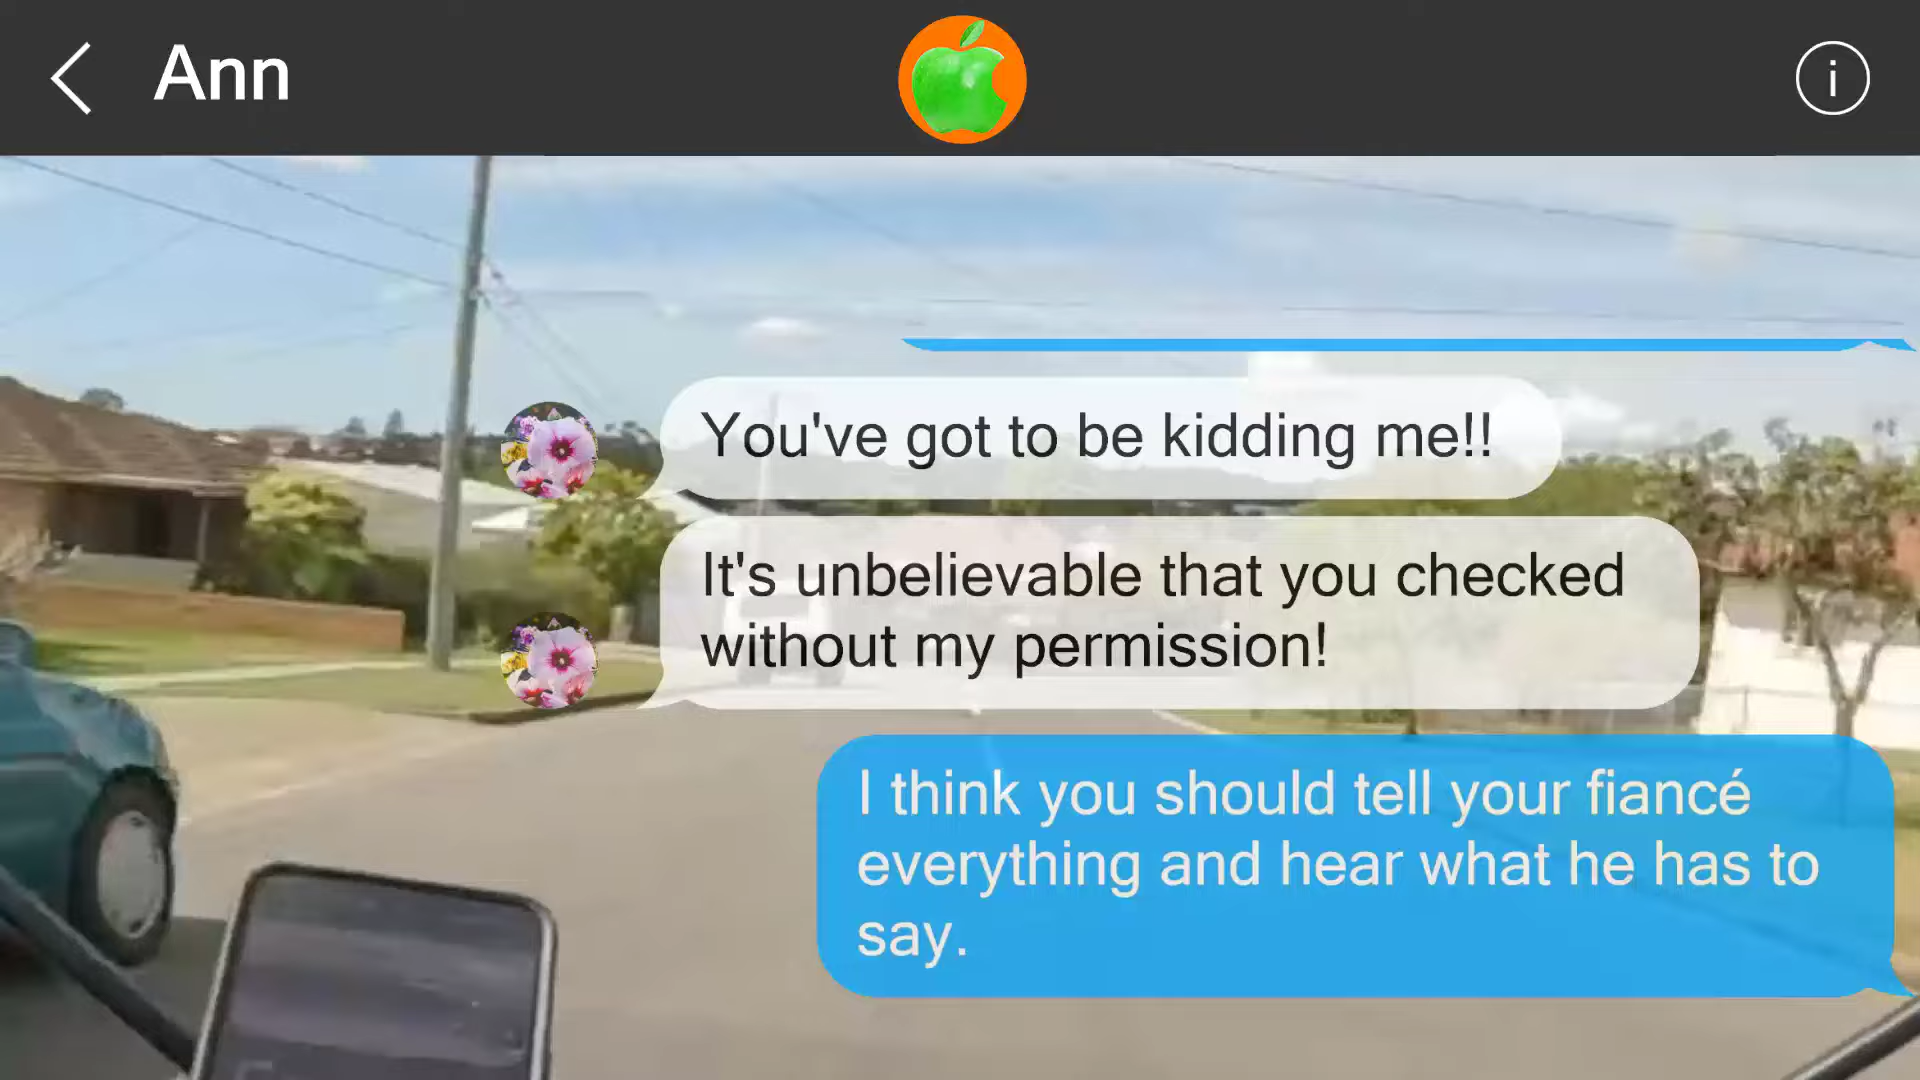 Ann
i
You've got to be kidding me!!
It's unbelievable that you checked
without my permission!
I think you should tell your fiancé
everything and hear what he has to
say.